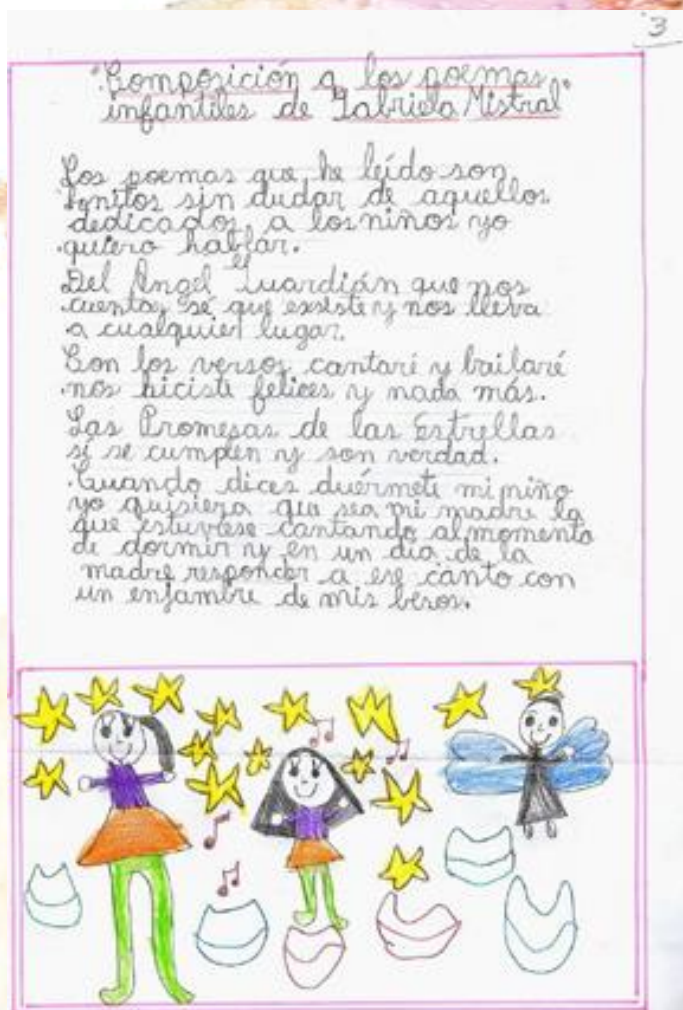 3
"Composición a los poemas
infantiles de Gabriela Mistral"
Los poemas que he leído son
bonitos sin dudar de aquellos
dedicados a los niños yo
quiero hablar.
Del Ángel Guardián que nos
cuentas sé que existe y nos lleva
a cualquier lugar.
Con los versos cantaré y bailaré
nos hiciste felices y nada más.
Las Promesas de las Estrellas
sí se cumplen y son verdad.
Cuando dices duérmete mi niño
yo quisiera que sea mi madre la
que estuviese cantando al momento
de dormir y en un día de la
madre responder a ese canto con
un enjambre de mis besos.